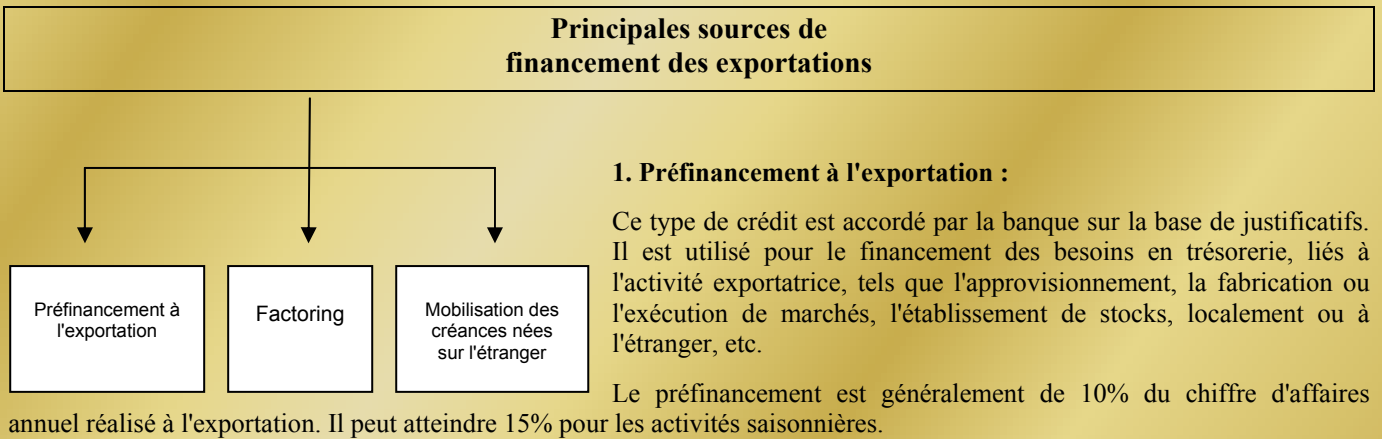 Principales sources de
financement des exportations
Préfinancement à
l'exportation
Factoring
Mobilisation des
créances nées
sur l'étranger
1. Préfinancement à l'exportation :
Ce type de crédit est accordé par la banque sur la base de justificatifs.
Il est utilisé pour le financement des besoins en trésorerie, liés à
l'activité exportatrice, tels que l'approvisionnement, la fabrication ou
l'exécution de marchés, l'établissement de stocks, localement ou à
l'étranger, etc.
Le préfinancement est généralement de 10% du chiffre d'affaires
annuel réalisé à l'exportation. Il peut atteindre 15% pour les activités saisonnières.